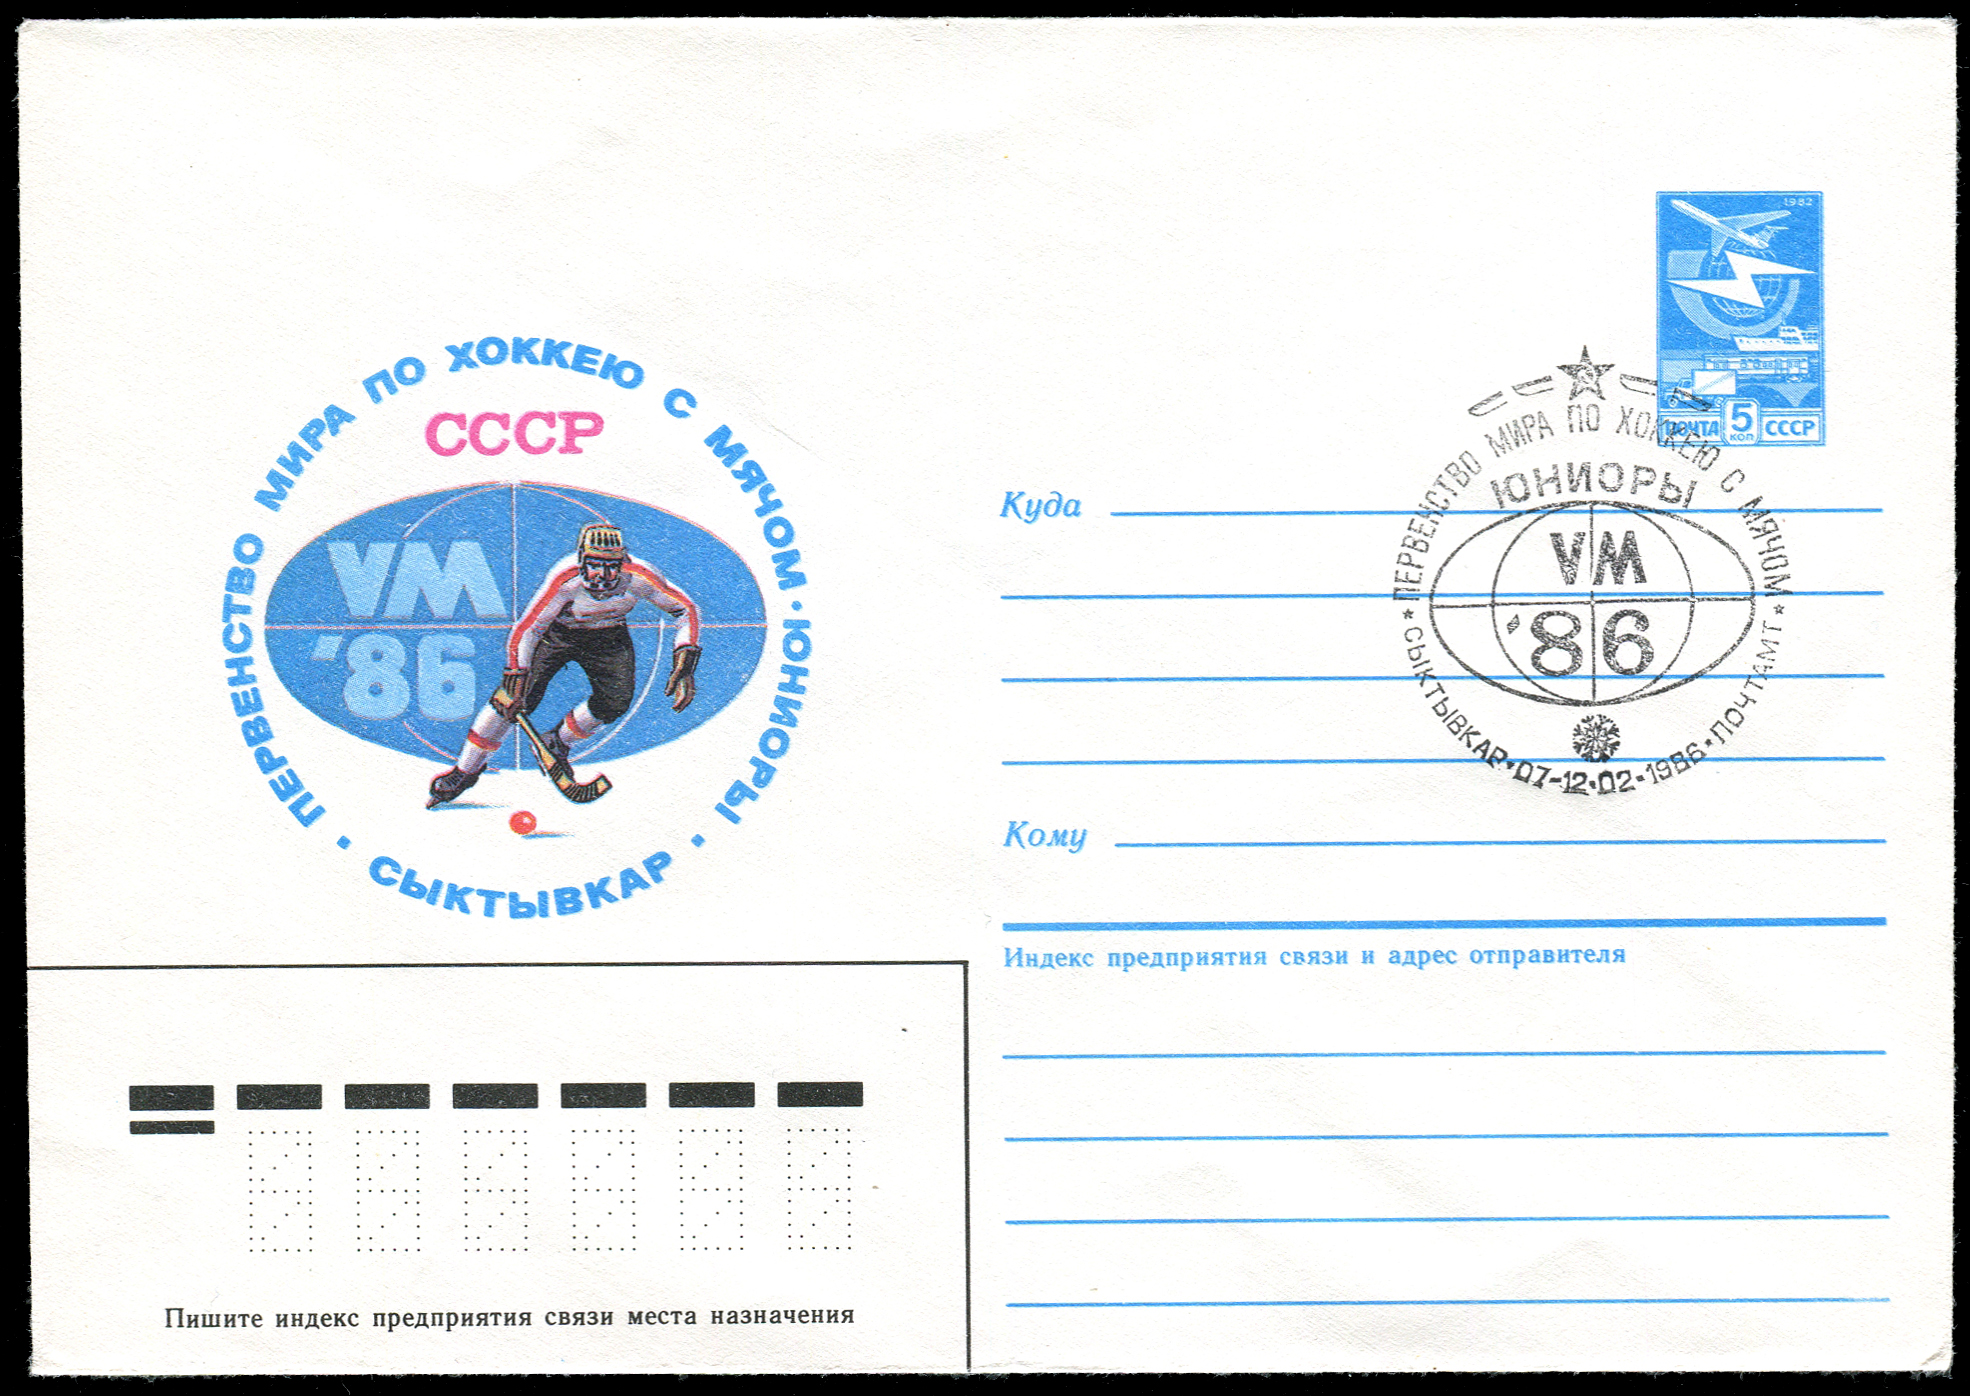 ПЕРВЕНСТВО МИРА ПО ХОККЕЮ С МЯЧОМ · ЮНИОРЫ · СЫКТЫВКАР ·
СССР
VM
'86
1982
ПОЧТА 5 КОП СССР
ПЕРВЕНСТВО МИРА ПО ХОККЕЮ С МЯЧОМ
ЮНИОРЫ
VM
'86
* СЫКТЫВКАР · 07-12·02·1986 · ПОЧТАМТ *
Куда
Кому
Индекс предприятия связи и адрес отправителя
Пишите индекс предприятия связи места назначения